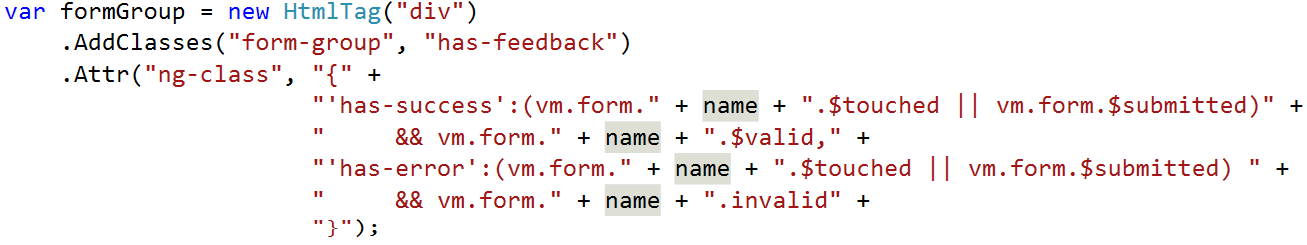 var formGroup = new HtmlTag("div")
    .AddClasses("form-group", "has-feedback")
    .Attr("ng-class", "{" +
                      "'has-success':(vm.form." + name + ".$touched || vm.form.$submitted)" +
                      "     && vm.form." + name + ".$valid," +
                      "'has-error':(vm.form." + name + ".$touched || vm.form.$submitted) " +
                      "     && vm.form." + name + ".invalid" +
                      "}");